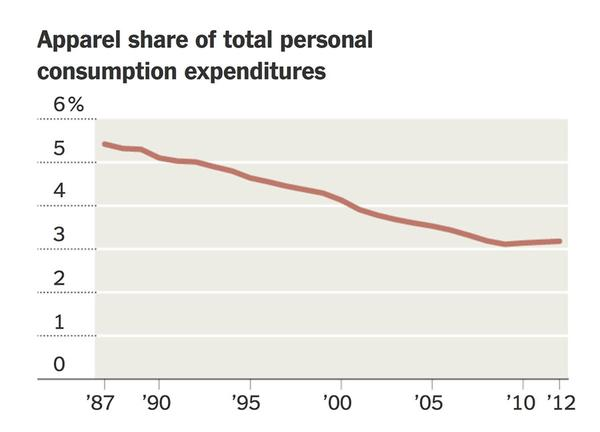 Apparel share of total personal
consumption expenditures
6%
5
4
3
2
1
0
’87 ’90 ’95 ’00 ’05 ’10 ’12